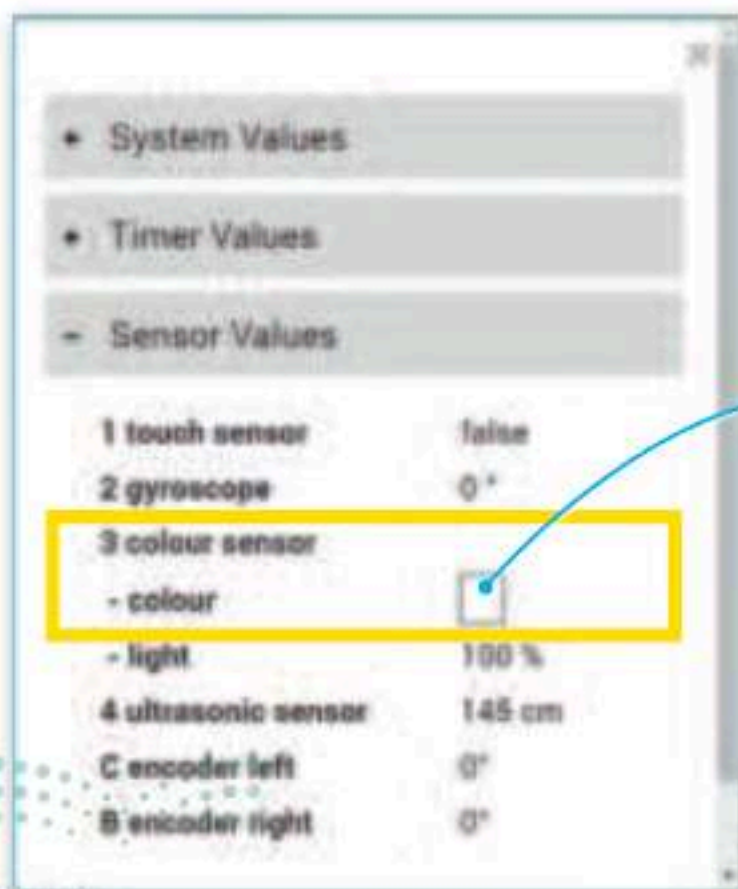 ×
+ System Values
+ Timer Values
- Sensor Values
1 touch sensor false
2 gyroscope 0 °
3 colour sensor
- colour
- light 100 %
4 ultrasonic sensor 145 cm
C encoder left 0°
B encoder right 0°